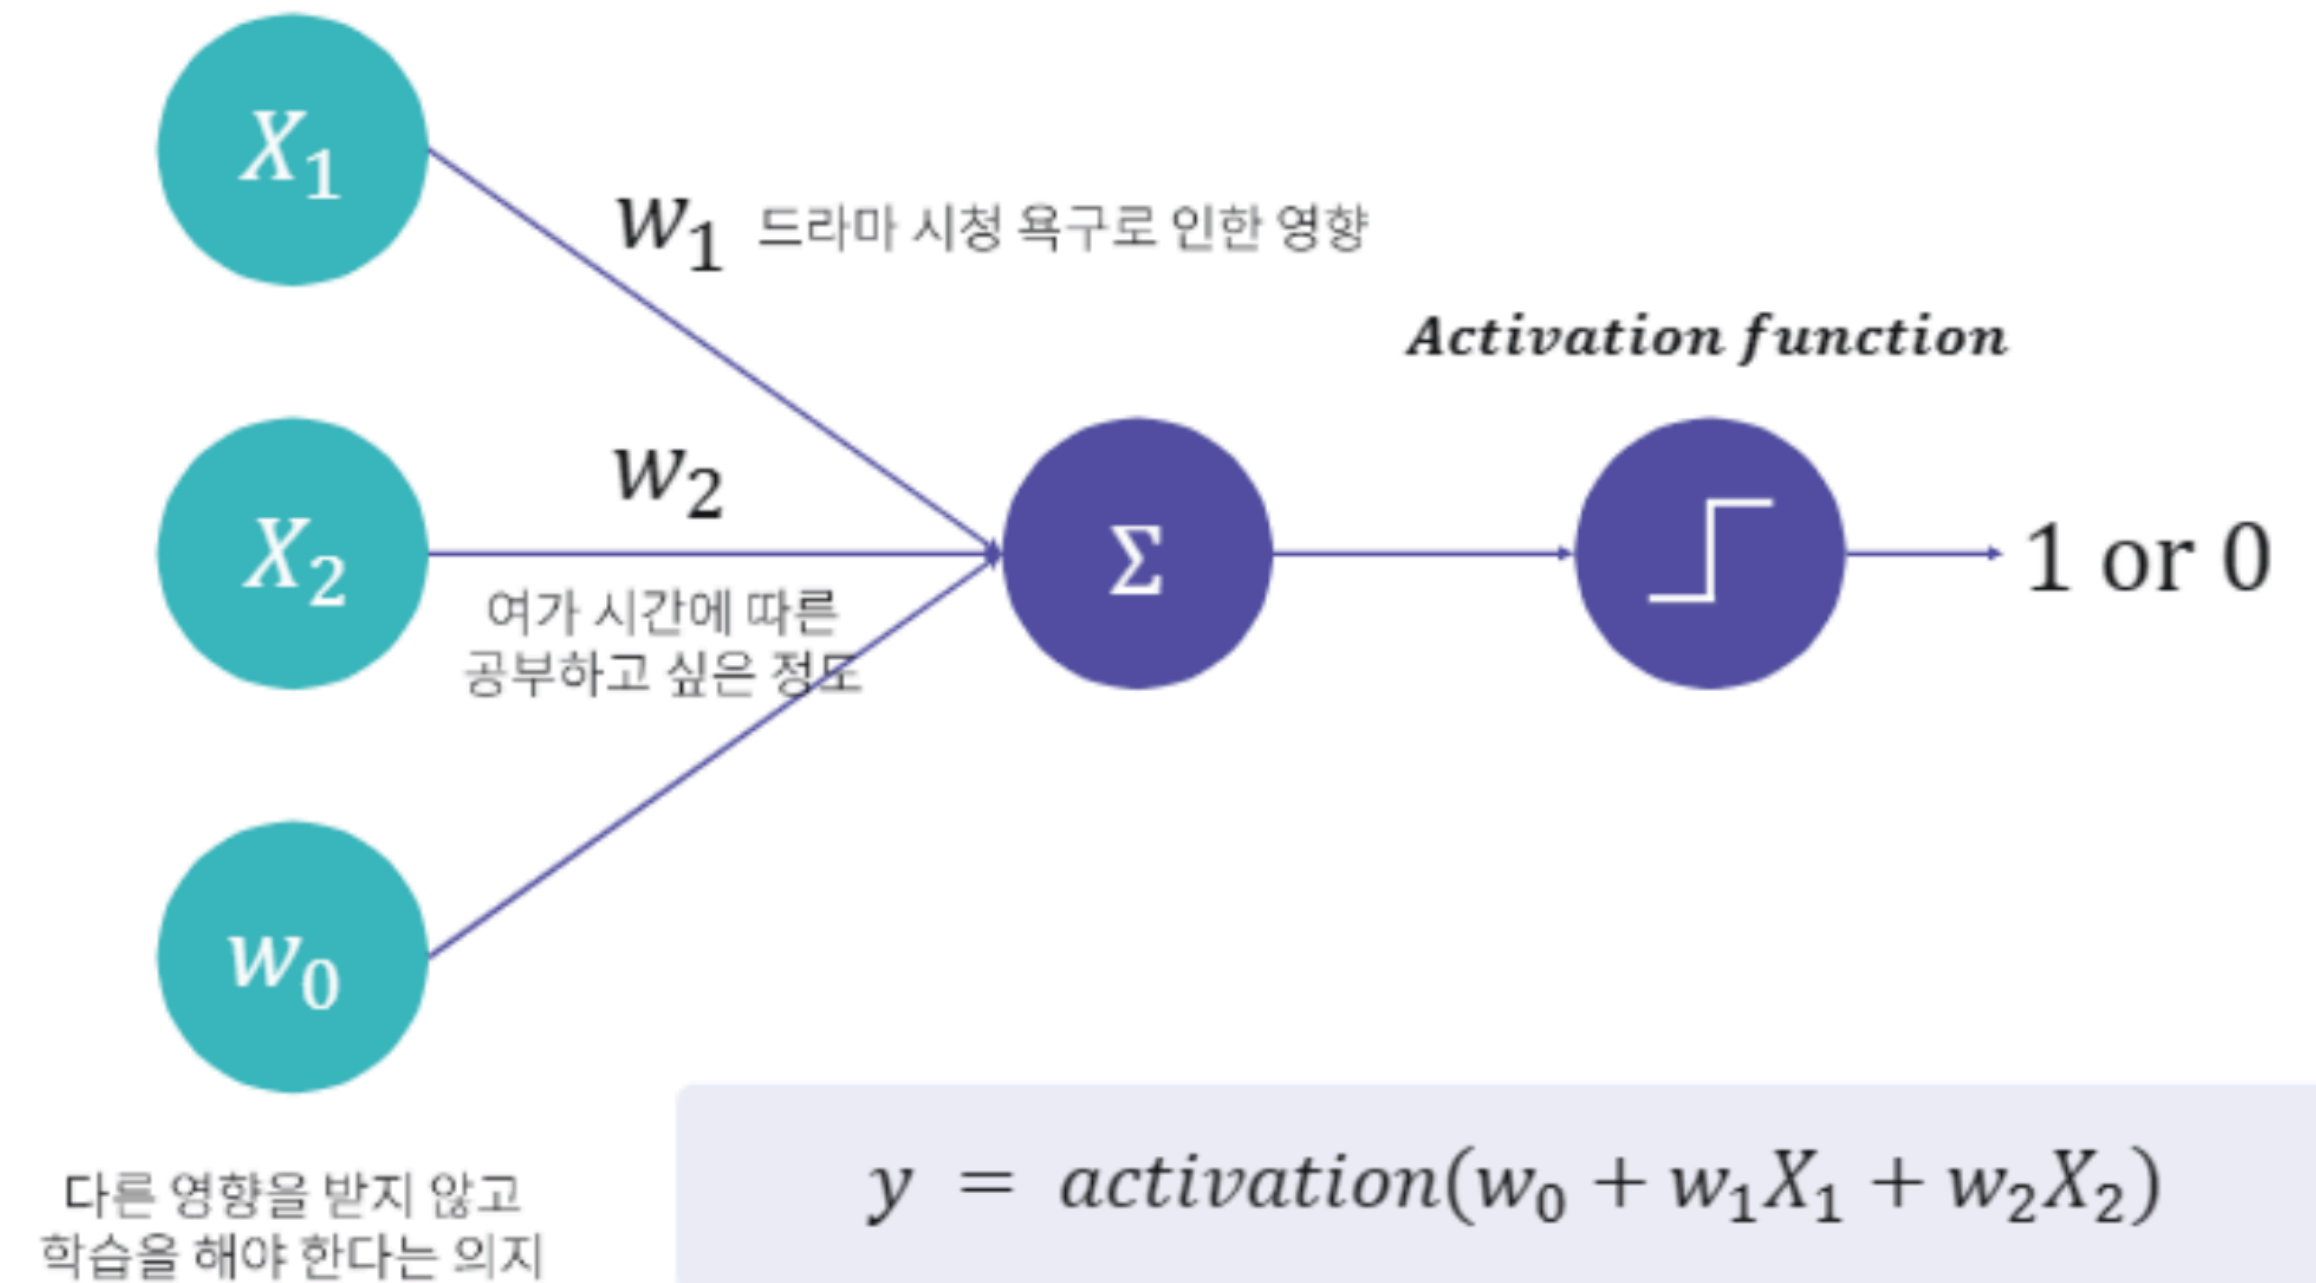 X₁
w₁ 드라마 시청 욕구로 인한 영향
Activation function
w₂
X₂
Σ
1 or 0
여가 시간에 따른
공부하고 싶은 정도
w₀
다른 영향을 받지 않고
학습을 해야 한다는 의지
y = activation(w₀ + w₁X₁ + w₂X₂)